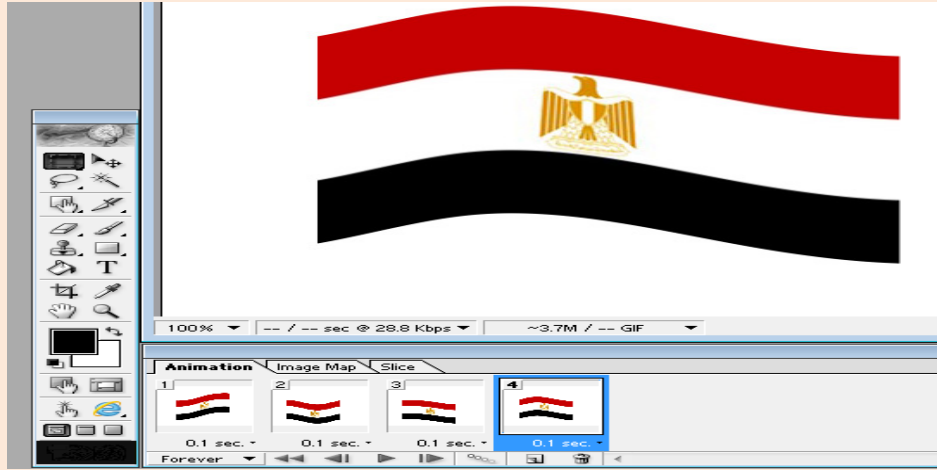 T
100% -- / -- sec @ 28.8 Kbps ~3.7M / -- GIF
Animation Image Map Slice
1 2 3 4
0.1 sec. 0.1 sec. 0.1 sec. 0.1 sec.
Forever